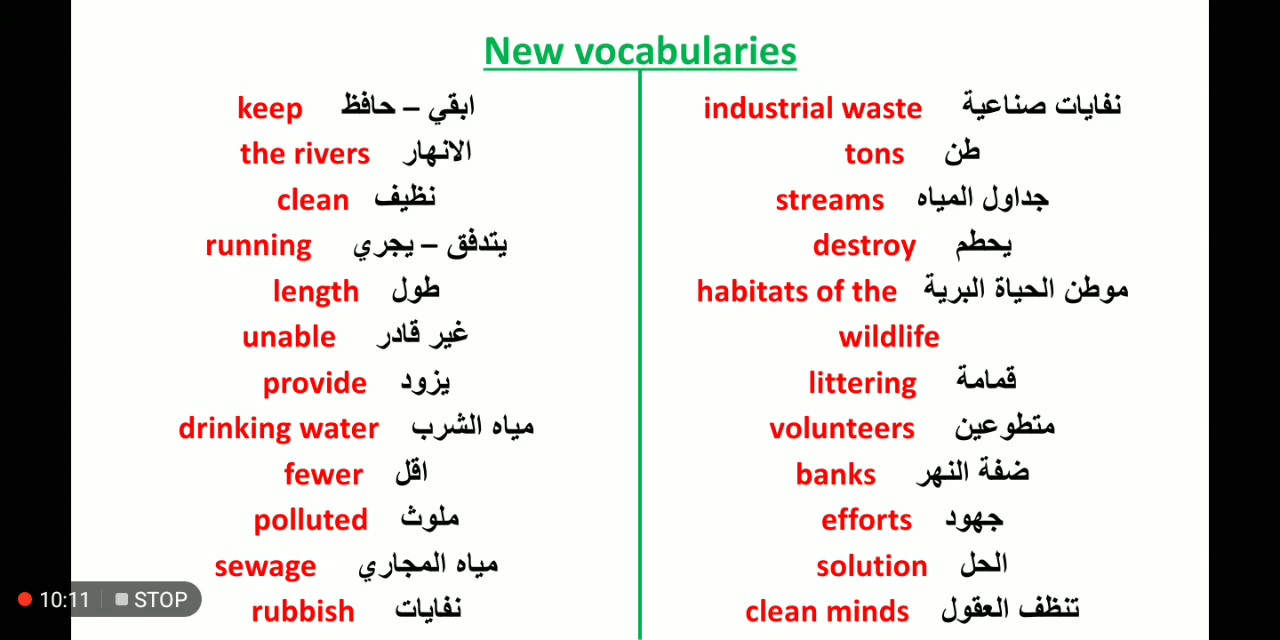 New vocabularies
keep ابقي – حافظ
the rivers الانهار
clean نظيف
running يتدفق – يجري
length طول
unable غير قادر
provide يزود
drinking water مياه الشرب
fewer اقل
polluted ملوث
sewage مياه المجاري
rubbish نفايات
industrial waste نفايات صناعية
tons طن
streams جداول المياه
destroy يحطم
habitats of the موطن الحياة البرية
wildlife
littering قمامة
volunteers متطوعين
banks ضفة النهر
efforts جهود
solution الحل
clean minds تنظف العقول
10:11 STOP